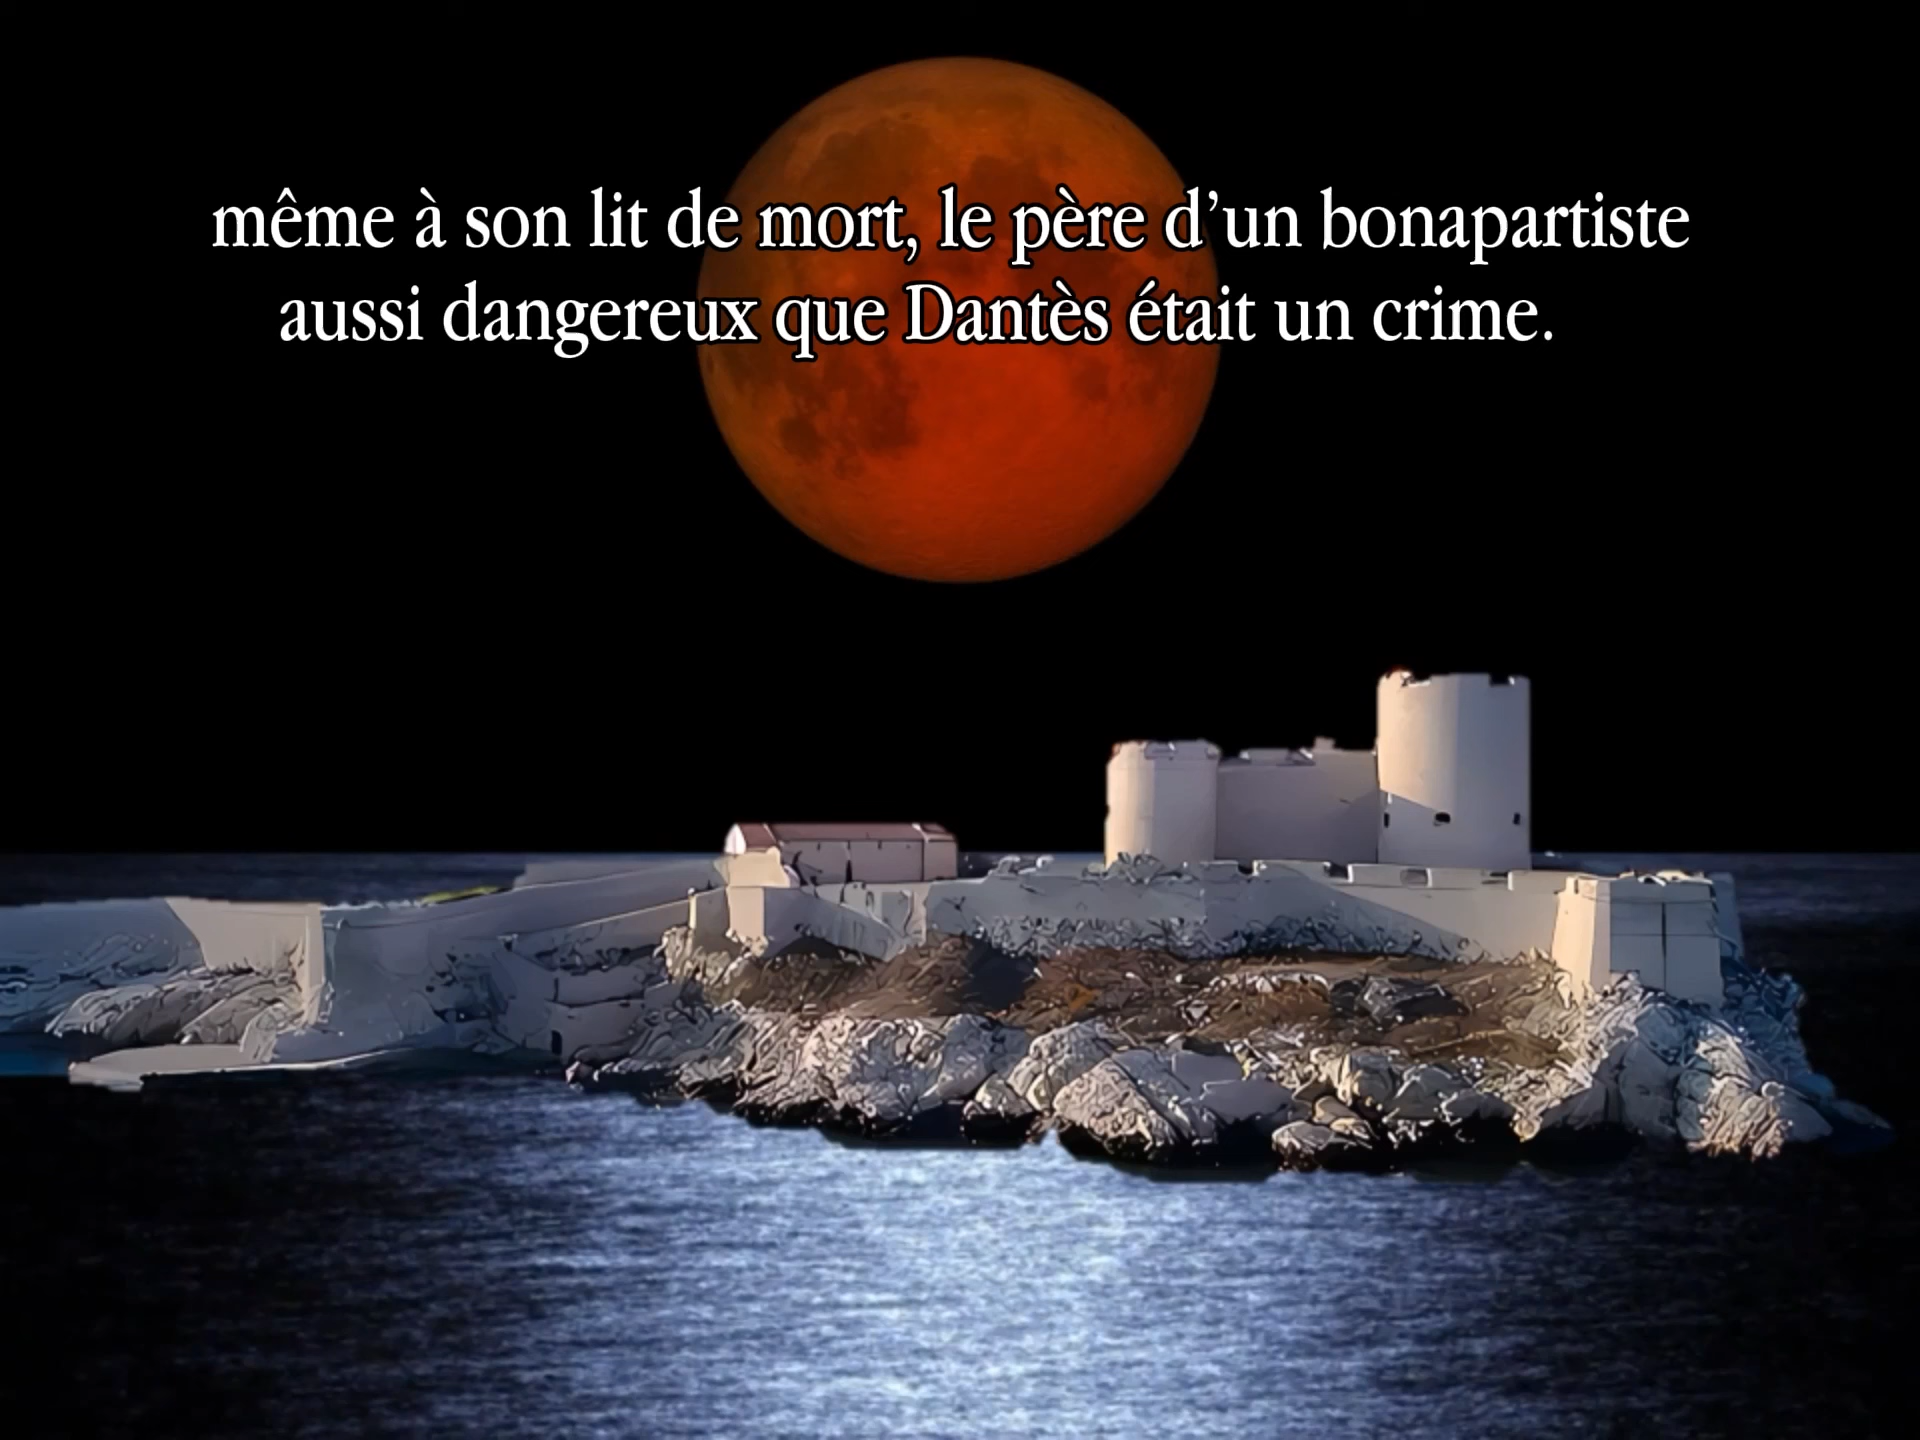 même à son lit de mort, le père d’un bonapartiste
aussi dangereux que Dantès était un crime.